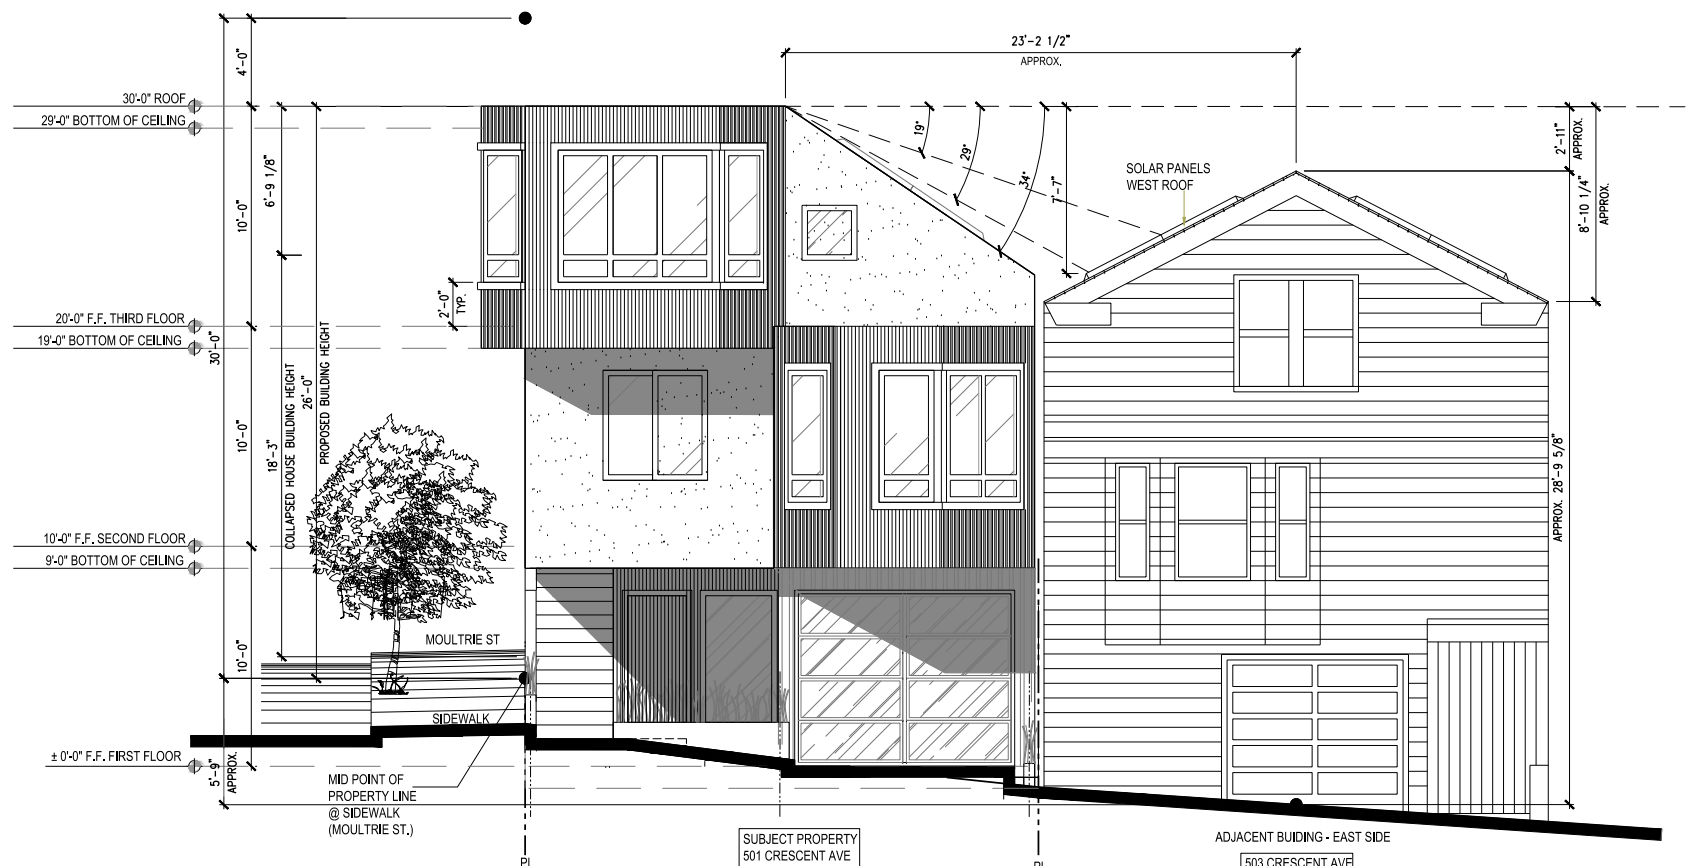 23'-2 1/2"
APPROX.
4'-0"
30'-0" ROOF
29'-0" BOTTOM OF CEILING
6'-9 1/8"
10'-0"
19°
29°
34°
7'-7"
SOLAR PANELS
WEST ROOF
2'-11"
APPROX.
8'-10 1/4"
APPROX.
2'-0"
TYP.
20'-0" F.F. THIRD FLOOR
19'-0" BOTTOM OF CEILING
30'-0"
COLLAPSED HOUSE BUILDING HEIGHT
18'-3"
26'-0"
PROPOSED BUILDING HEIGHT
10'-0"
APPROX. 28'-9 5/8"
10'-0" F.F. SECOND FLOOR
9'-0" BOTTOM OF CEILING
10'-0"
MOULTRIE ST
SIDEWALK
± 0'-0" F.F. FIRST FLOOR
5'-9"
APPROX.
MID POINT OF
PROPERTY LINE
@ SIDEWALK
(MOULTRIE ST.)
SUBJECT PROPERTY
501 CRESCENT AVE
ADJACENT BUIDING - EAST SIDE
503 CRESCENT AVE
PL
PL